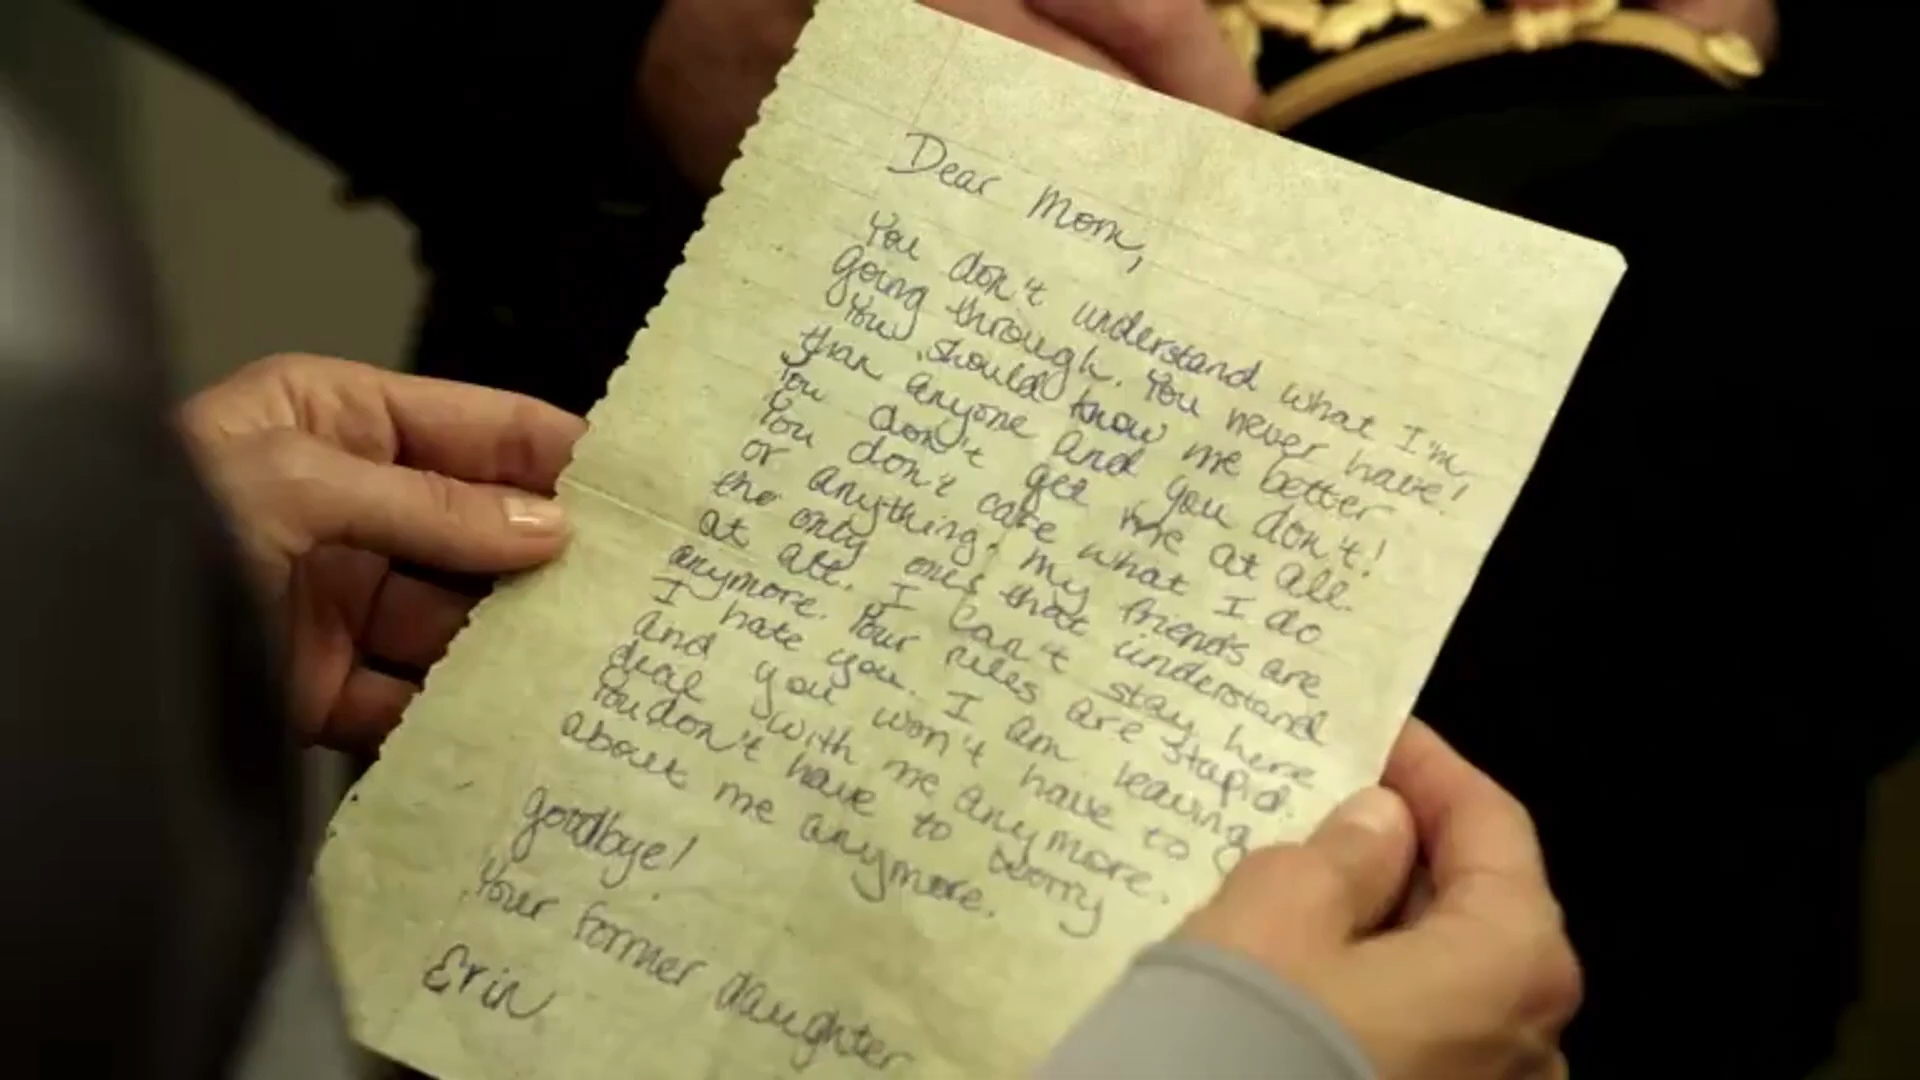 Dear Mom,
You don't understand what I'm
going through. You never have!
You should know me better
than anyone and you don't!
You don't get me at all.
You don't care what I do
or anything. My friends are
the only ones that understand
at all. I can't stay here
anymore. Your rules are stupid.
I hate you. I am leaving
and you won't have to
deal with me anymore.
You don't have to worry
about me anymore.
goodbye!
Your former daughter
Erin